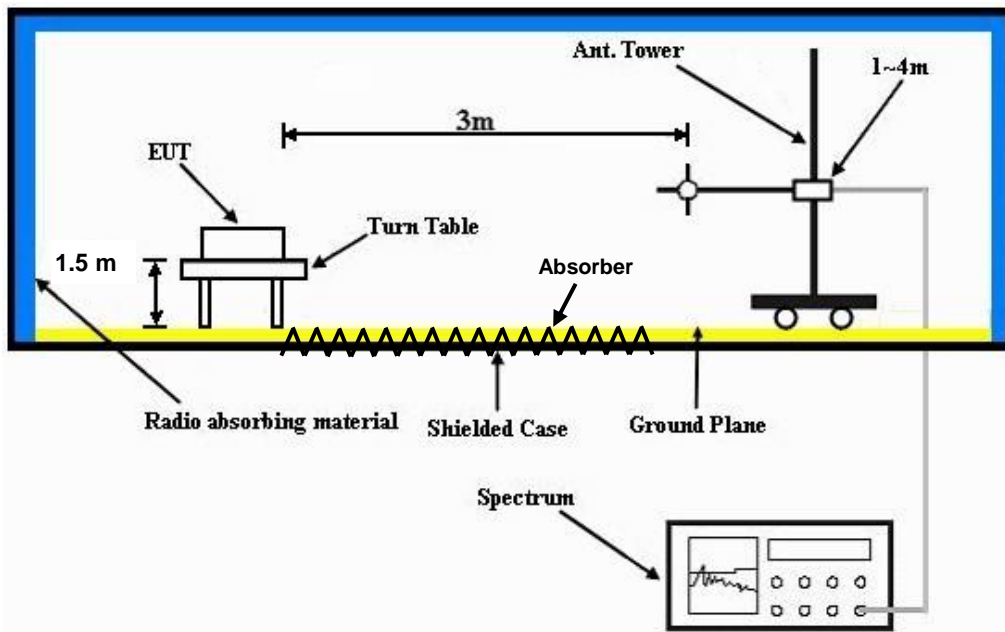 Ant. Tower
1~4m
3m
EUT
Turn Table
1.5 m
Absorber
Radio absorbing material
Shielded Case
Ground Plane
Spectrum